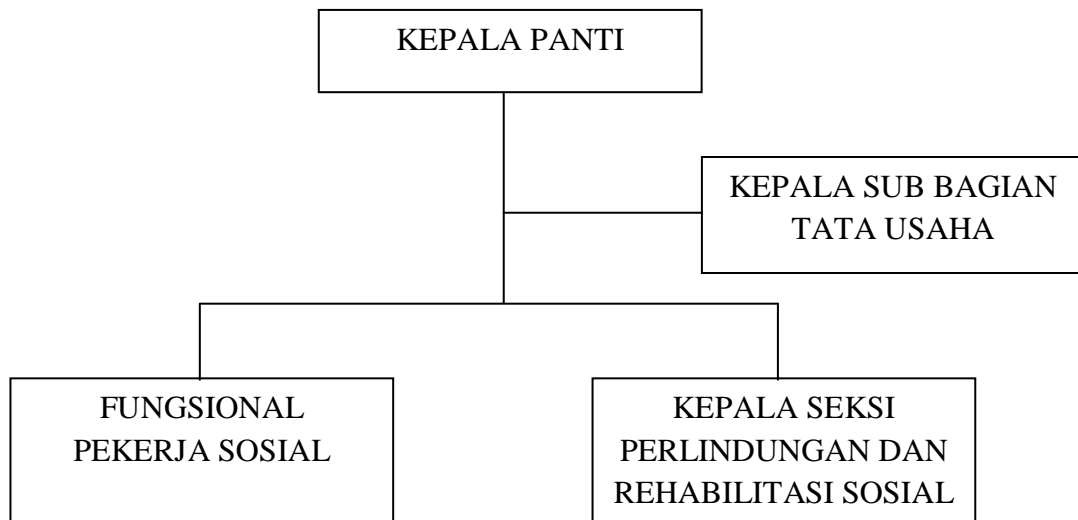 KEPALA PANTI
KEPALA SUB BAGIAN
TATA USAHA
FUNGSIONAL
PEKERJA SOSIAL
KEPALA SEKSI
PERLINDUNGAN DAN
REHABILITASI SOSIAL